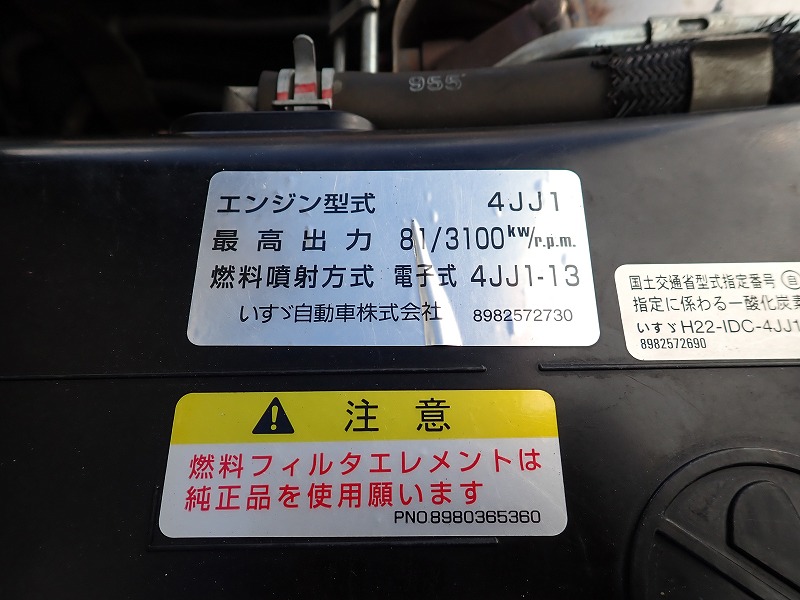 985
エンジン型式 4JJ1
最高出力 81/3100kw/r.p.m.
燃料噴射方式 電子式 4JJ1-13
いすゞ自動車株式会社 8982572730
国土交通省型式指定番号 自
指定に係わる一酸化炭素
いすゞH22-IDC-4JJ1
8982572690
注意
燃料フィルタエレメントは
純正品を使用願います
PNO8980365360